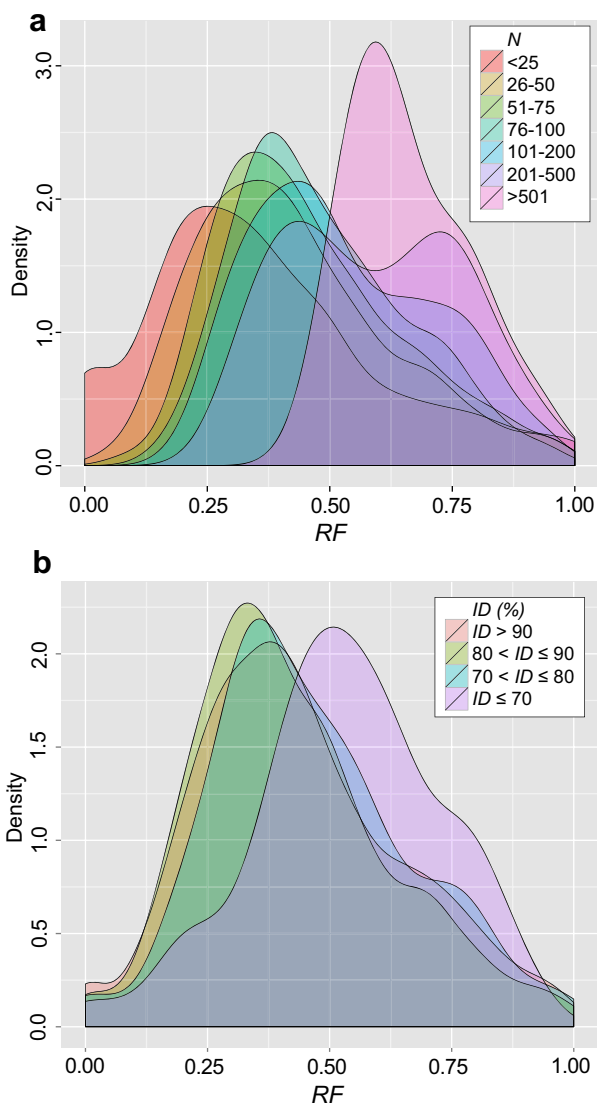 a
N
<25
26-50
51-75
76-100
101-200
201-500
>501
3.0
2.0
1.0
0.0
Density
0.00 0.25 0.50 0.75 1.00
RF
b
ID (%)
ID > 90
80 < ID ≤ 90
70 < ID ≤ 80
ID ≤ 70
2.0
1.5
1.0
0.5
0.0
Density
0.00 0.25 0.50 0.75 1.00
RF